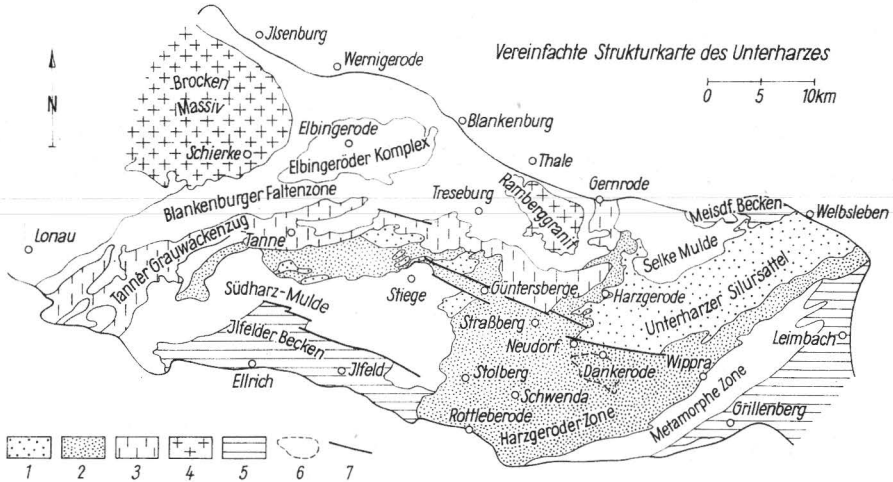 Vereinfachte Strukturkarte des Unterharzes
0 5 10km
N
Jlsenburg
Wernigerode
Brocken
Massiv
Schierke
Elbingerode
Elbingeröder Komplex
Blankenburg
Thale
Gernrode
Ramberggranit
Meisdf. Becken
Welbsleben
Blankenburger Faltenzone
Treseburg
Lonau
Tanner Grauwackenzug
Tanne
Selke Mulde
Unterharzer Silursattel
Stiege
Güntersberge
Harzgerode
Südharz-Mulde
Straßberg
Jlfelder Becken
Neudorf
Leimbach
Dankerode
Wippra
Ellrich
Jlfeld
Stolberg
Schwenda
Metamorphe Zone
Rottleberode
Harzgeroder Zone
Grillenberg
1 2 3 4 5 6 7